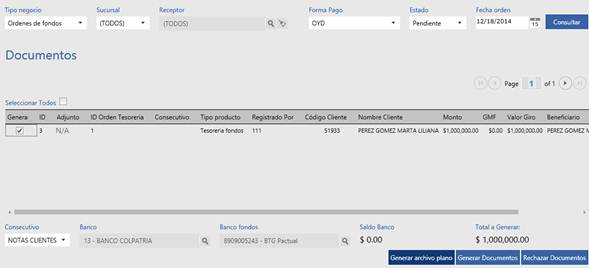 Tipo negocio Sucursal Receptor Forma Pago Estado Fecha orden
Ordenes de fondos (TODOS) (TODOS) OYD Pendiente 12/18/2014 15 Consultar
Documentos
Page 1 of 1
Seleccionar Todos
Genera ID Adjunto ID Orden Tesoreria Consecutivo Tipo producto Registrado Por Código Cliente Nombre Cliente Monto GMF Valor Giro Beneficiario
3 N/A 1 Tesoreria fondos 111 51933 PEREZ GOMEZ MARTA LILIANA $1,000,000.00 $0.00 $1,000,000.00 PEREZ GOMEZ M
Consecutivo Banco Banco fondos Saldo Banco Total a Generar:
NOTAS CLIENTES 13 - BANCO COLPATRIA 8909005243 - BTG Pactual $ 0.00 $ 1,000,000.00
Generar archivo plano Generar Documentos Rechazar Documentos